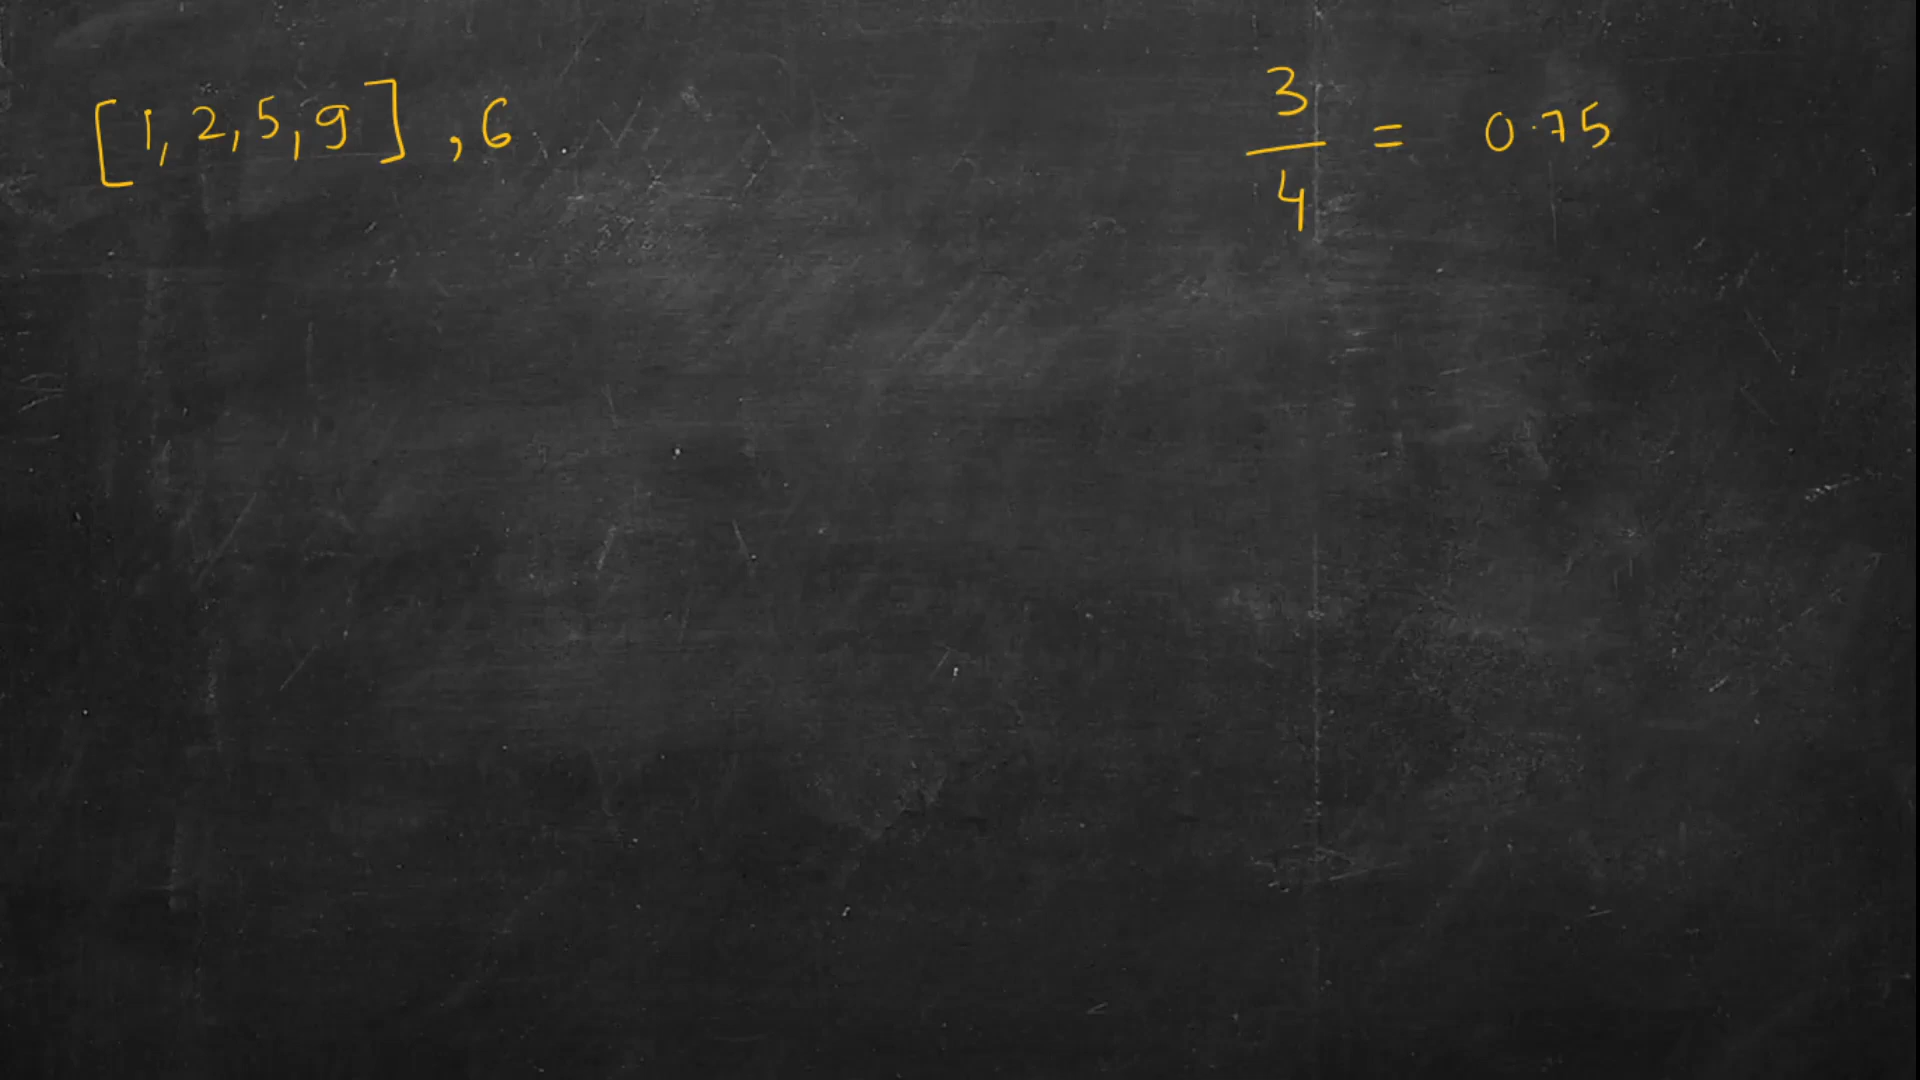 [1, 2, 5, 9] , 6
3/4 = 0.75